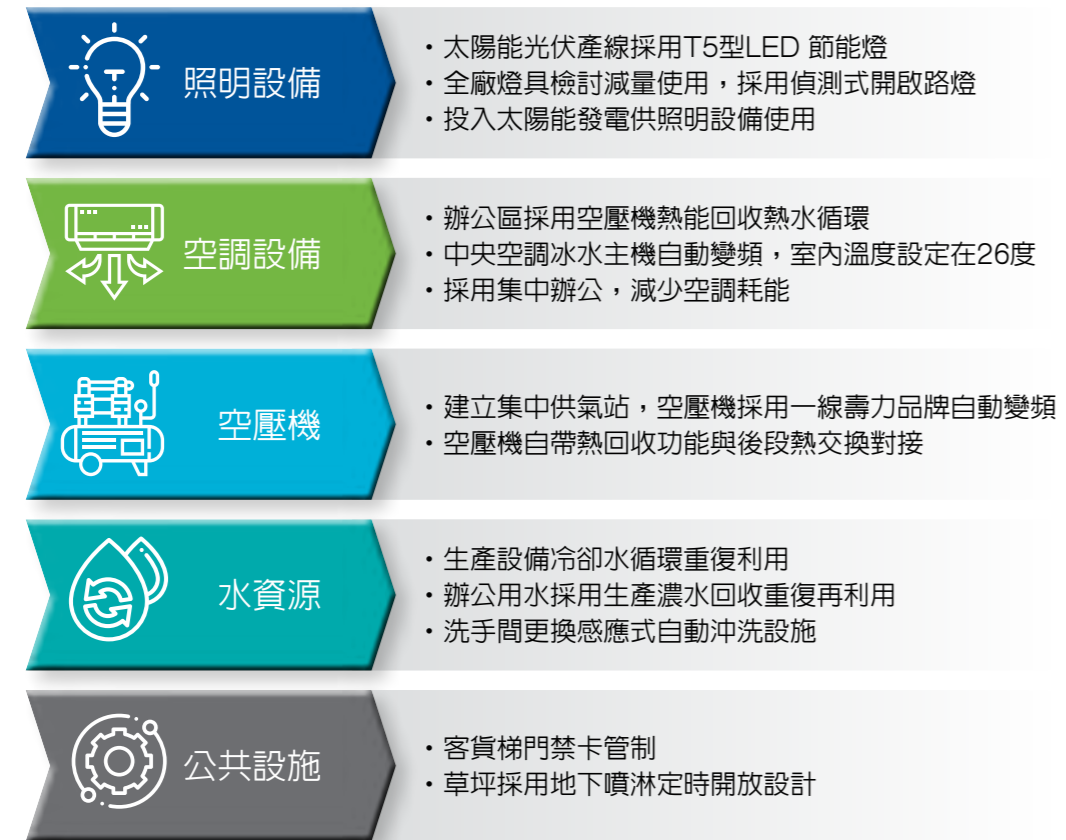 照明設備
・太陽能光伏產線採用T5型LED 節能燈
・全廠燈具檢討減量使用，採用偵測式開啟路燈
・投入太陽能發電供照明設備使用
空調設備
・辦公區採用空壓機熱能回收熱水循環
・中央空調冰水主機自動變頻，室內溫度設定在26度
・採用集中辦公，減少空調耗能
空壓機
・建立集中供氣站，空壓機採用一線壽力品牌自動變頻
・空壓機自帶熱回收功能與後段熱交換對接
水資源
・生產設備冷卻水循環重復利用
・辦公用水採用生產濃水回收重復再利用
・洗手間更換感應式自動沖洗設施
公共設施
・客貨梯門禁卡管制
・草坪採用地下噴淋定時開放設計